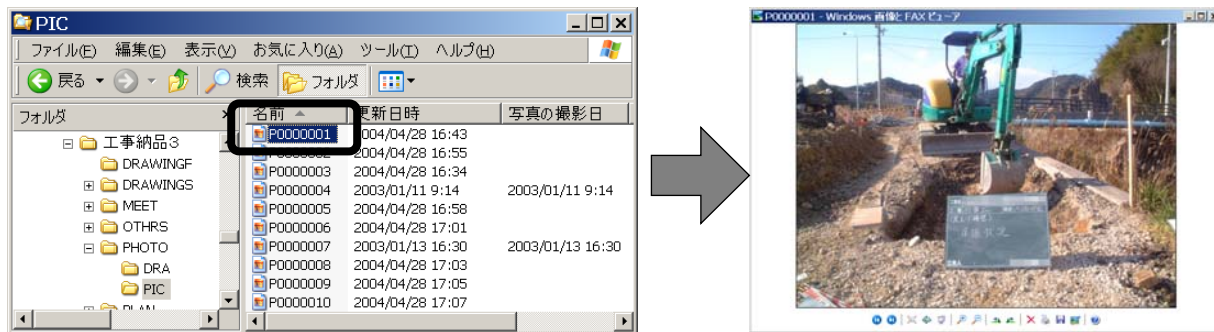 PIC
ファイル(E) 編集(E) 表示(V) お気に入り(A) ツール(T) ヘルプ(H)
戻る 検索 フォルダ
フォルダ
工事納品3
DRAWINGF
DRAWINGS
MEET
OTHRS
PHOTO
DRA
PIC
PLAN
名前 更新日時 写真の撮影日
P0000001 2004/04/28 16:43
P0000002 2004/04/28 16:55
P0000003 2004/04/28 16:34
P0000004 2003/01/11 9:14 2003/01/11 9:14
P0000005 2004/04/28 16:58
P0000006 2004/04/28 17:01
P0000007 2003/01/13 16:30 2003/01/13 16:30
P0000008 2004/04/28 17:03
P0000009 2004/04/28 17:05
P0000010 2004/04/28 17:07
P0000001 - Windows 画像と FAX ビューア